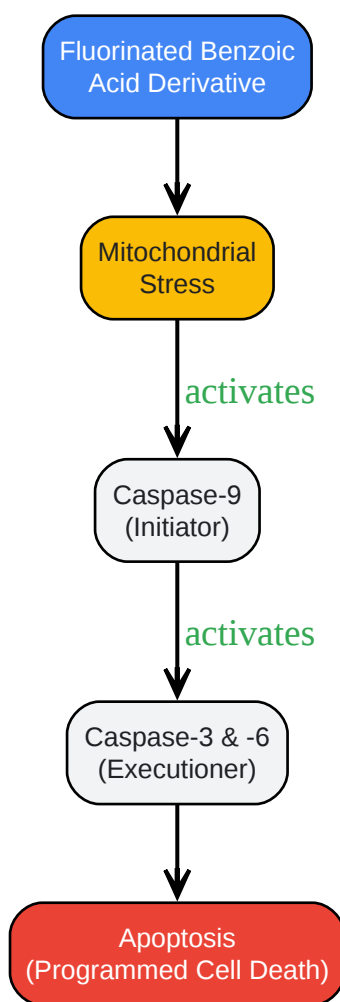 Fluorinated Benzoic
Acid Derivative
Mitochondrial
Stress
activates
Caspase-9
(Initiator)
activates
Caspase-3 & -6
(Executioner)
Apoptosis
(Programmed Cell Death)